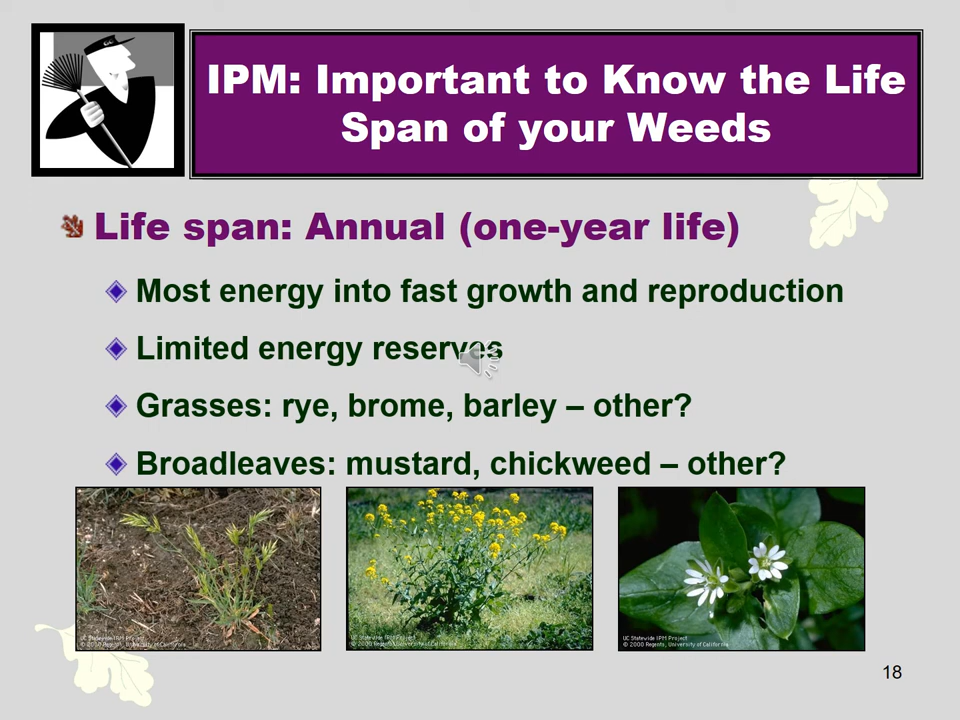 IPM: Important to Know the Life
Span of your Weeds
Life span: Annual (one-year life)
Most energy into fast growth and reproduction
Limited energy reserves
Grasses: rye, brome, barley – other?
Broadleaves: mustard, chickweed – other?
UC Statewide IPM Project
© 2000 Regents, University of California
UC Statewide IPM Project
© 2000 Regents, University of California
UC Statewide IPM Project
© 2000 Regents, University of California
18